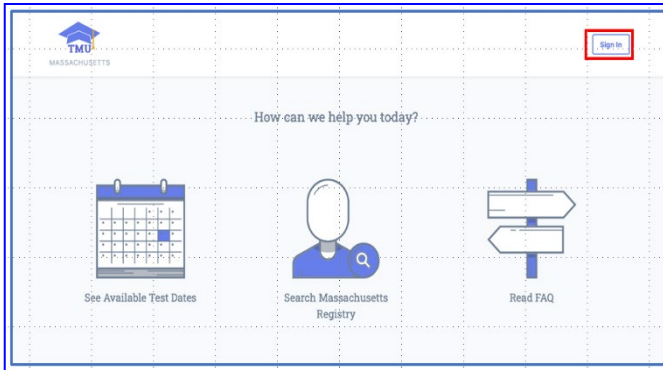 TMU
MASSACHUSETTS
Sign In
How can we help you today?
See Available Test Dates
Search Massachusetts
Registry
Read FAQ